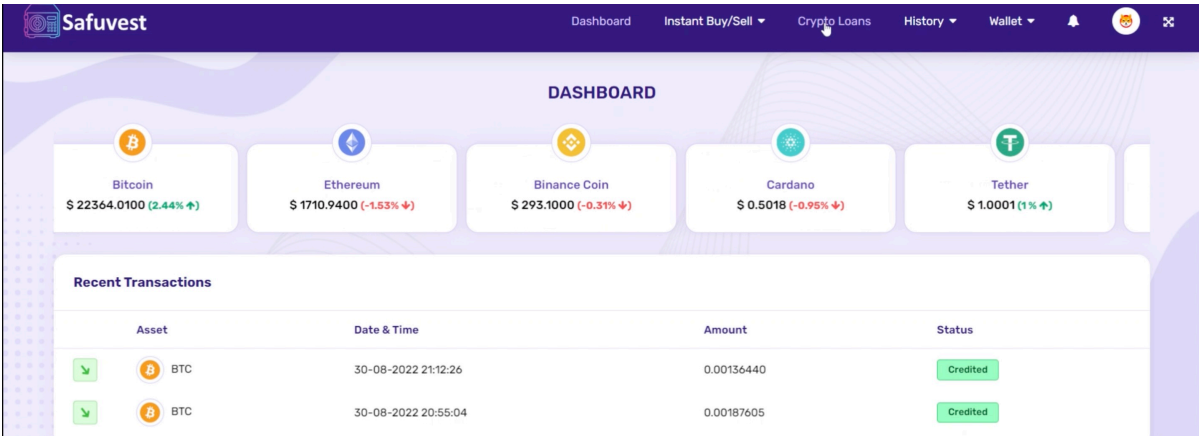 Safuvest Dashboard Instant Buy/Sell Crypto Loans History Wallet
DASHBOARD
Bitcoin Ethereum Binance Coin Cardano Tether
$ 22364.0100 (2.44% ↑) $ 1710.9400 (-1.53% ↓) $ 293.1000 (-0.31% ↓) $ 0.5018 (-0.95% ↓) $ 1.0001 (1% ↑)
Recent Transactions
Asset Date & Time Amount Status
BTC 30-08-2022 21:12:26 0.00136440 Credited
BTC 30-08-2022 20:55:04 0.00187605 Credited